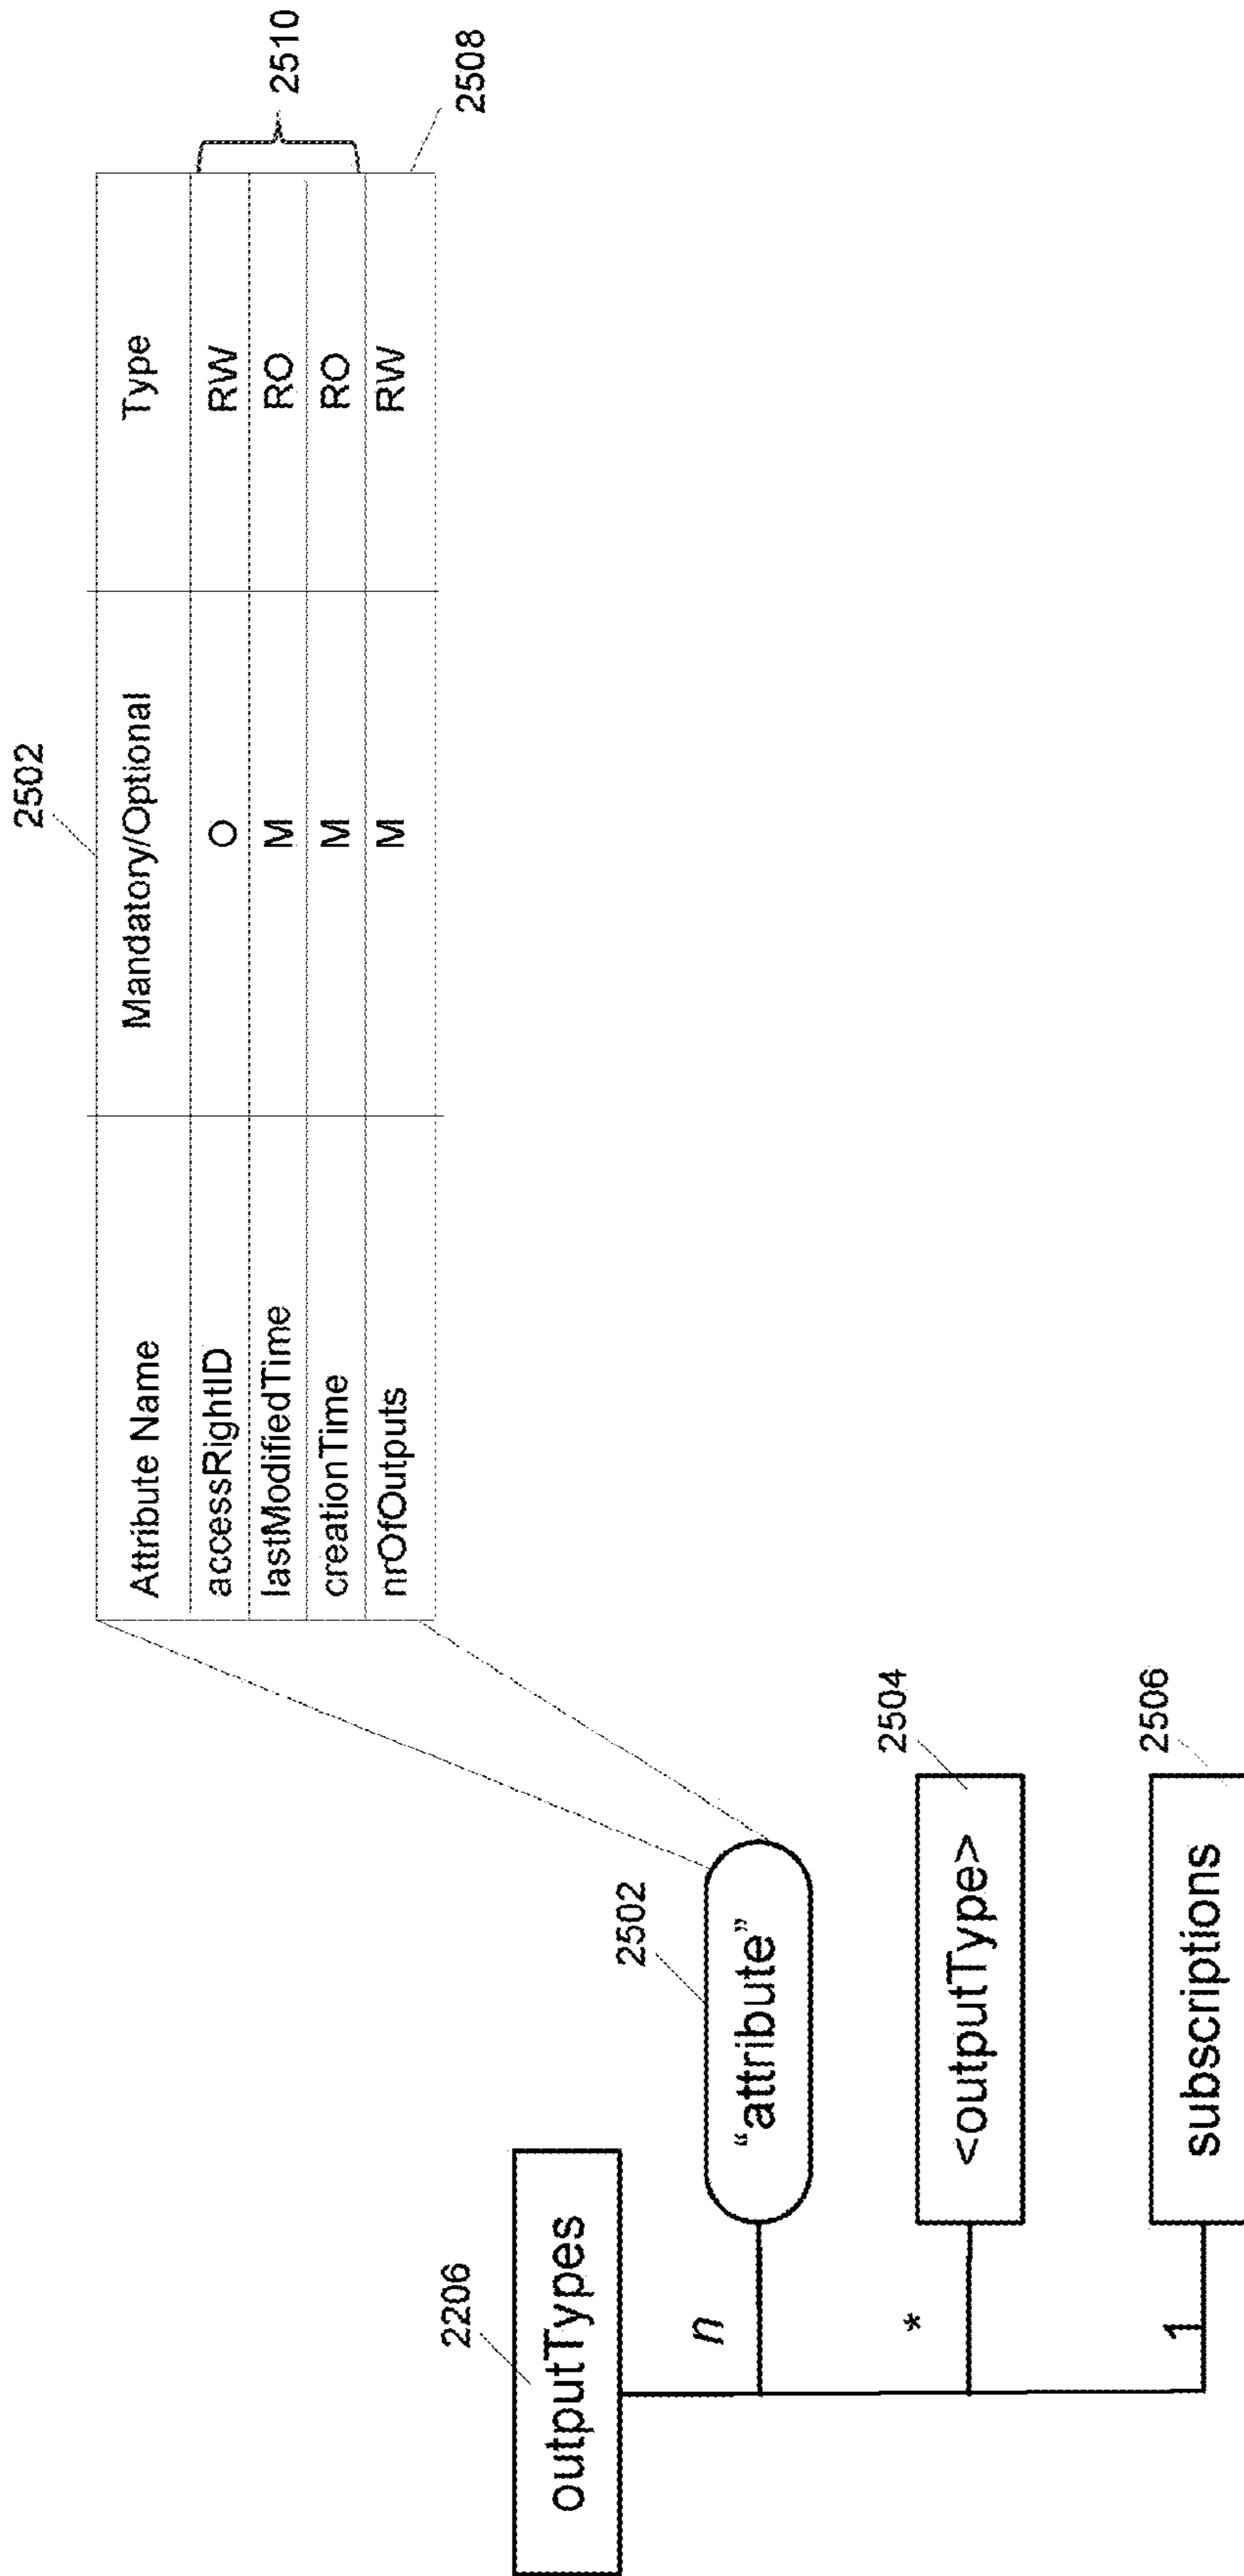 2502
Attribute Name Mandatory/Optional Type
accessRightID O RW
lastModifiedTime M RO
creationTime M RO
nrOfOutputs M RW
2510
2508
2206
outputTypes
n
2502
“attribute”
*
2504
<outputType>
1
2506
subscriptions